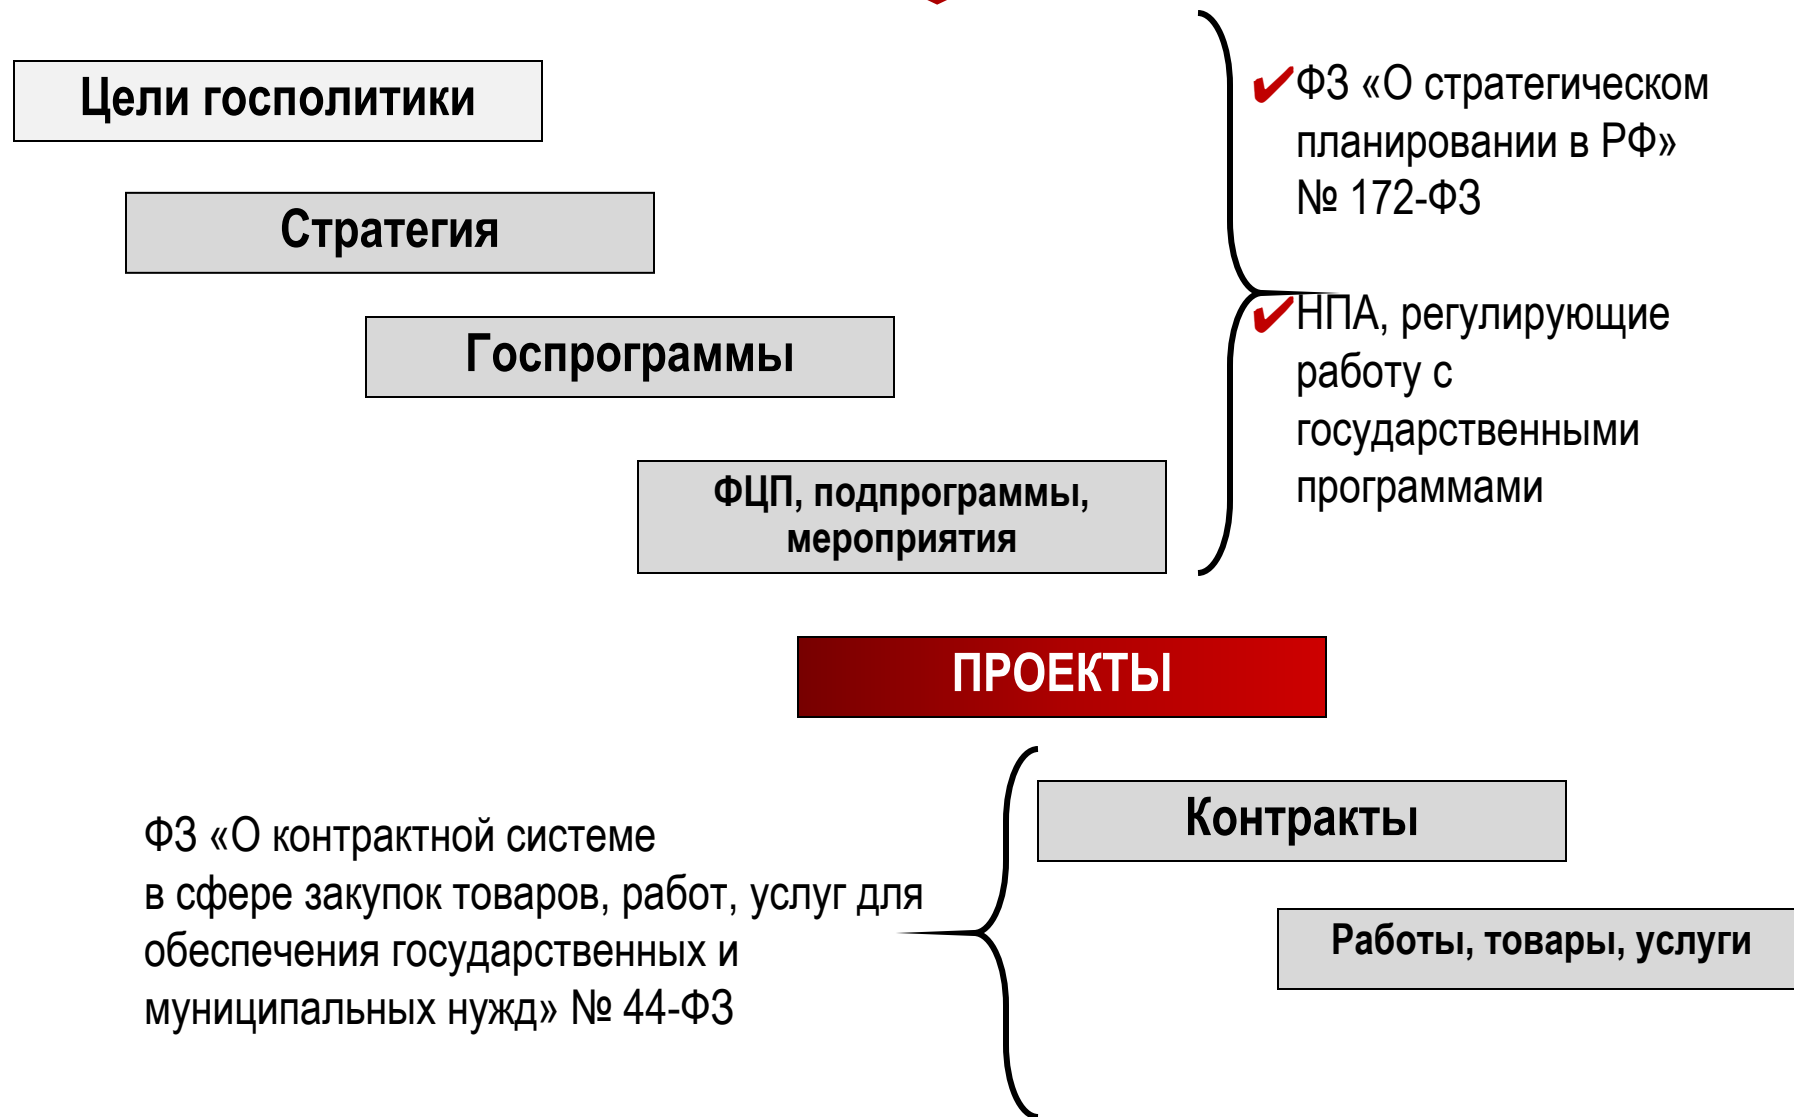 Цели госполитики
Стратегия
Госпрограммы
ФЦП, подпрограммы,
мероприятия
✔ФЗ «О стратегическом
планировании в РФ»
№ 172-ФЗ
✔НПА, регулирующие
работу с
государственными
программами
ПРОЕКТЫ
ФЗ «О контрактной системе
в сфере закупок товаров, работ, услуг для
обеспечения государственных и
муниципальных нужд» № 44-ФЗ
Контракты
Работы, товары, услуги